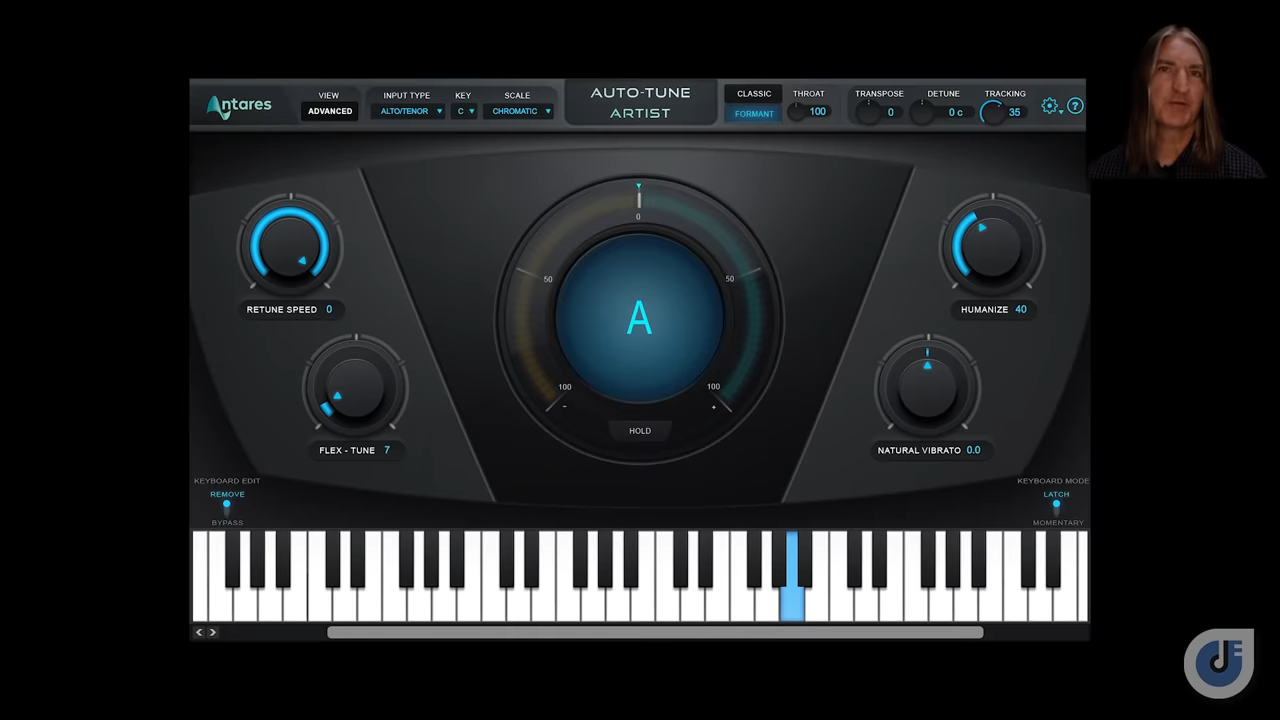 Antares
VIEW
ADVANCED
INPUT TYPE
ALTO/TENOR
KEY
C
SCALE
CHROMATIC
AUTO-TUNE
ARTIST
CLASSIC
FORMANT
THROAT
100
TRANSPOSE
0
DETUNE
0 c
TRACKING
35
?
0
50
50
A
100
100
-
+
HOLD
RETUNE SPEED 0
HUMANIZE 40
FLEX - TUNE 7
NATURAL VIBRATO 0.0
KEYBOARD EDIT
REMOVE
BYPASS
KEYBOARD MODE
LATCH
MOMENTARY
< >